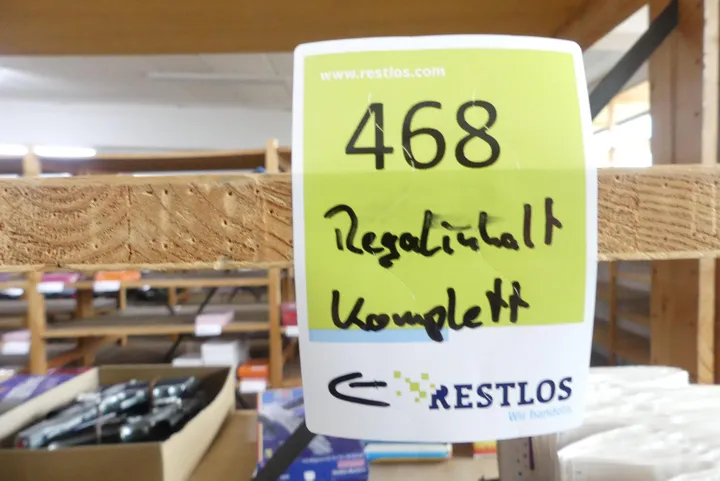 www.restlos.com
468
Regalinhalt
Komplett
RESTLOS
Wir handeln